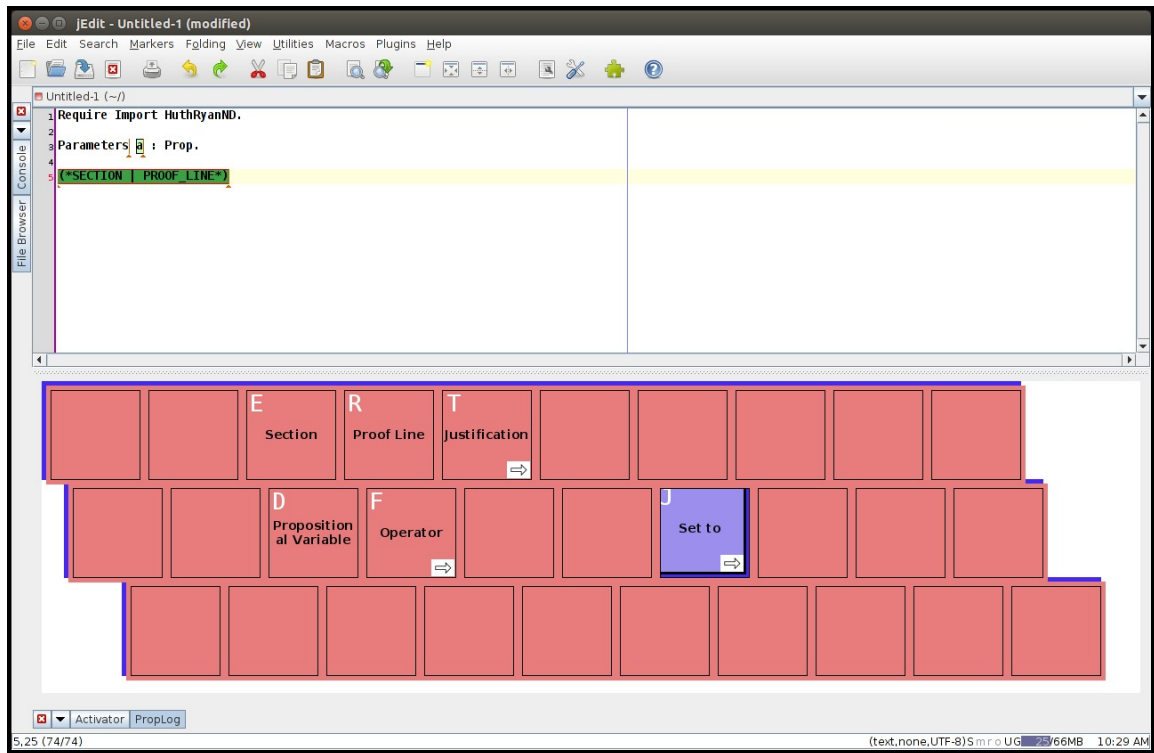 jEdit - Untitled-1 (modified)
File Edit Search Markers Folding View Utilities Macros Plugins Help
Untitled-1 (~/)
1 Require Import HuthRyanND.
2
3 Parameters a : Prop.
4
5 (*SECTION | PROOF_LINE*)
Console
File Browser
E
Section
R
Proof Line
T
Justification
D
Proposition
al Variable
F
Operator
J
Set to
Activator PropLog
5,25 (74/74)
(text,none,UTF-8) S m r o UG 25/66MB 10:29 AM